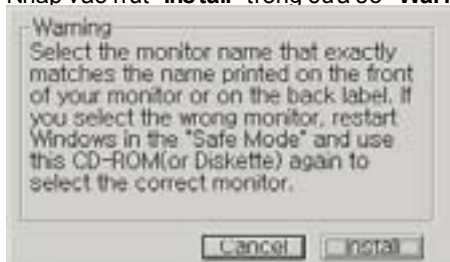 Warning
Select the monitor name that exactly
matches the name printed on the front
of your monitor or on the back label. If
you select the wrong monitor, restart
Windows in the "Safe Mode" and use
this CD-ROM(or Diskette) again to
select the correct monitor.
Cancel Install